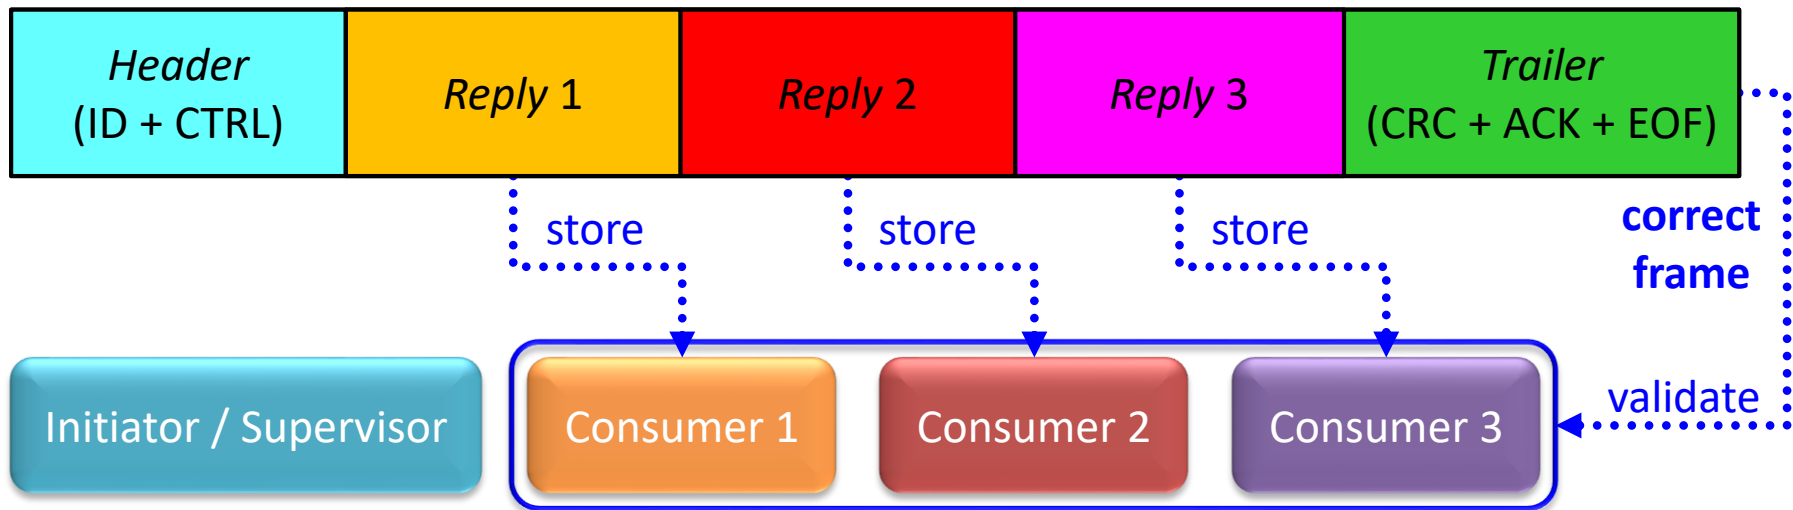 Header
(ID + CTRL)
Reply 1
Reply 2
Reply 3
Trailer
(CRC + ACK + EOF)
store
store
store
correct
frame
Initiator / Supervisor
Consumer 1
Consumer 2
Consumer 3
validate